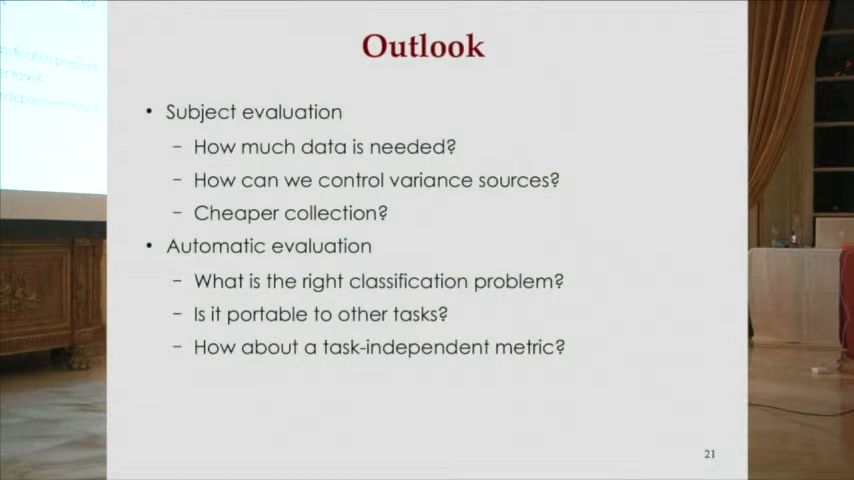 Outlook
• Subject evaluation
– How much data is needed?
– How can we control variance sources?
– Cheaper collection?
• Automatic evaluation
– What is the right classification problem?
– Is it portable to other tasks?
– How about a task-independent metric?
21